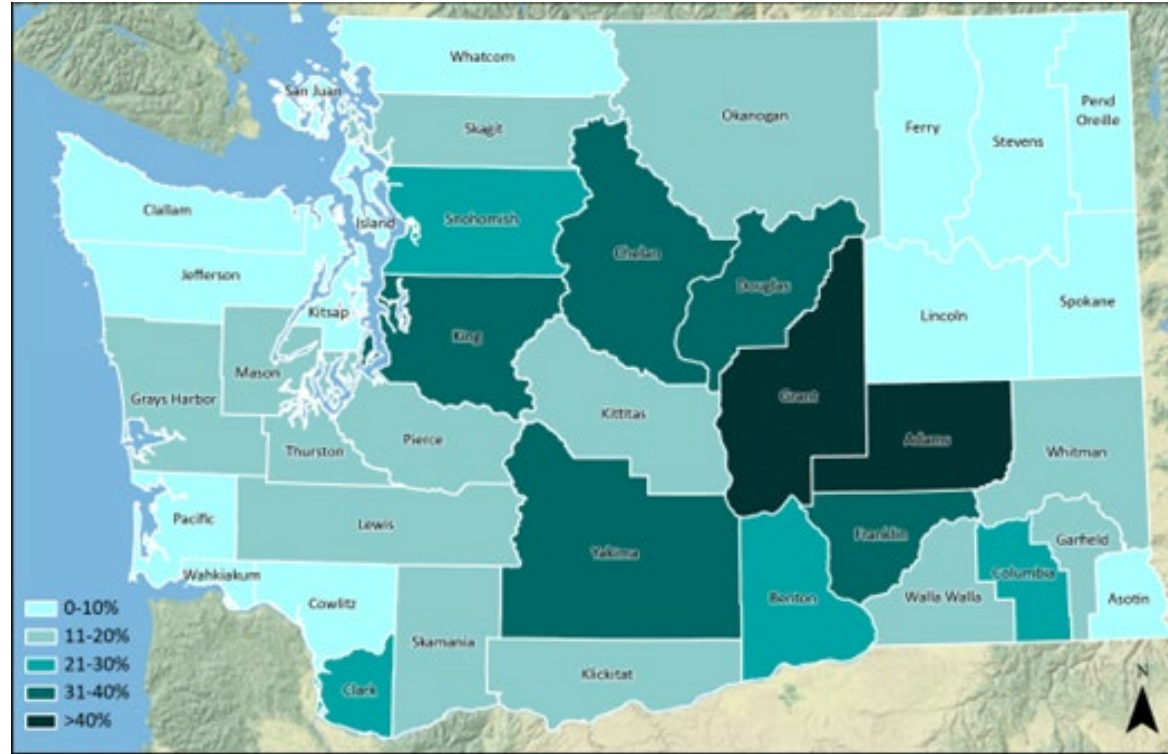 Whatcom
San Juan
Skagit
Okanogan
Ferry
Stevens
Pend
Oreille
Clallam
Island
Snohomish
Chelan
Douglas
Jefferson
Kitsap
King
Lincoln
Spokane
Mason
Grays Harbor
Kittitas
Grant
Adams
Pierce
Thurston
Whitman
Pacific
Lewis
Yakima
Franklin
Garfield
Columbia
Wahkiakum
Cowlitz
Benton
Walla Walla
Asotin
Skamania
Klickitat
Clark
0-10%
11-20%
21-30%
31-40%
>40%
N